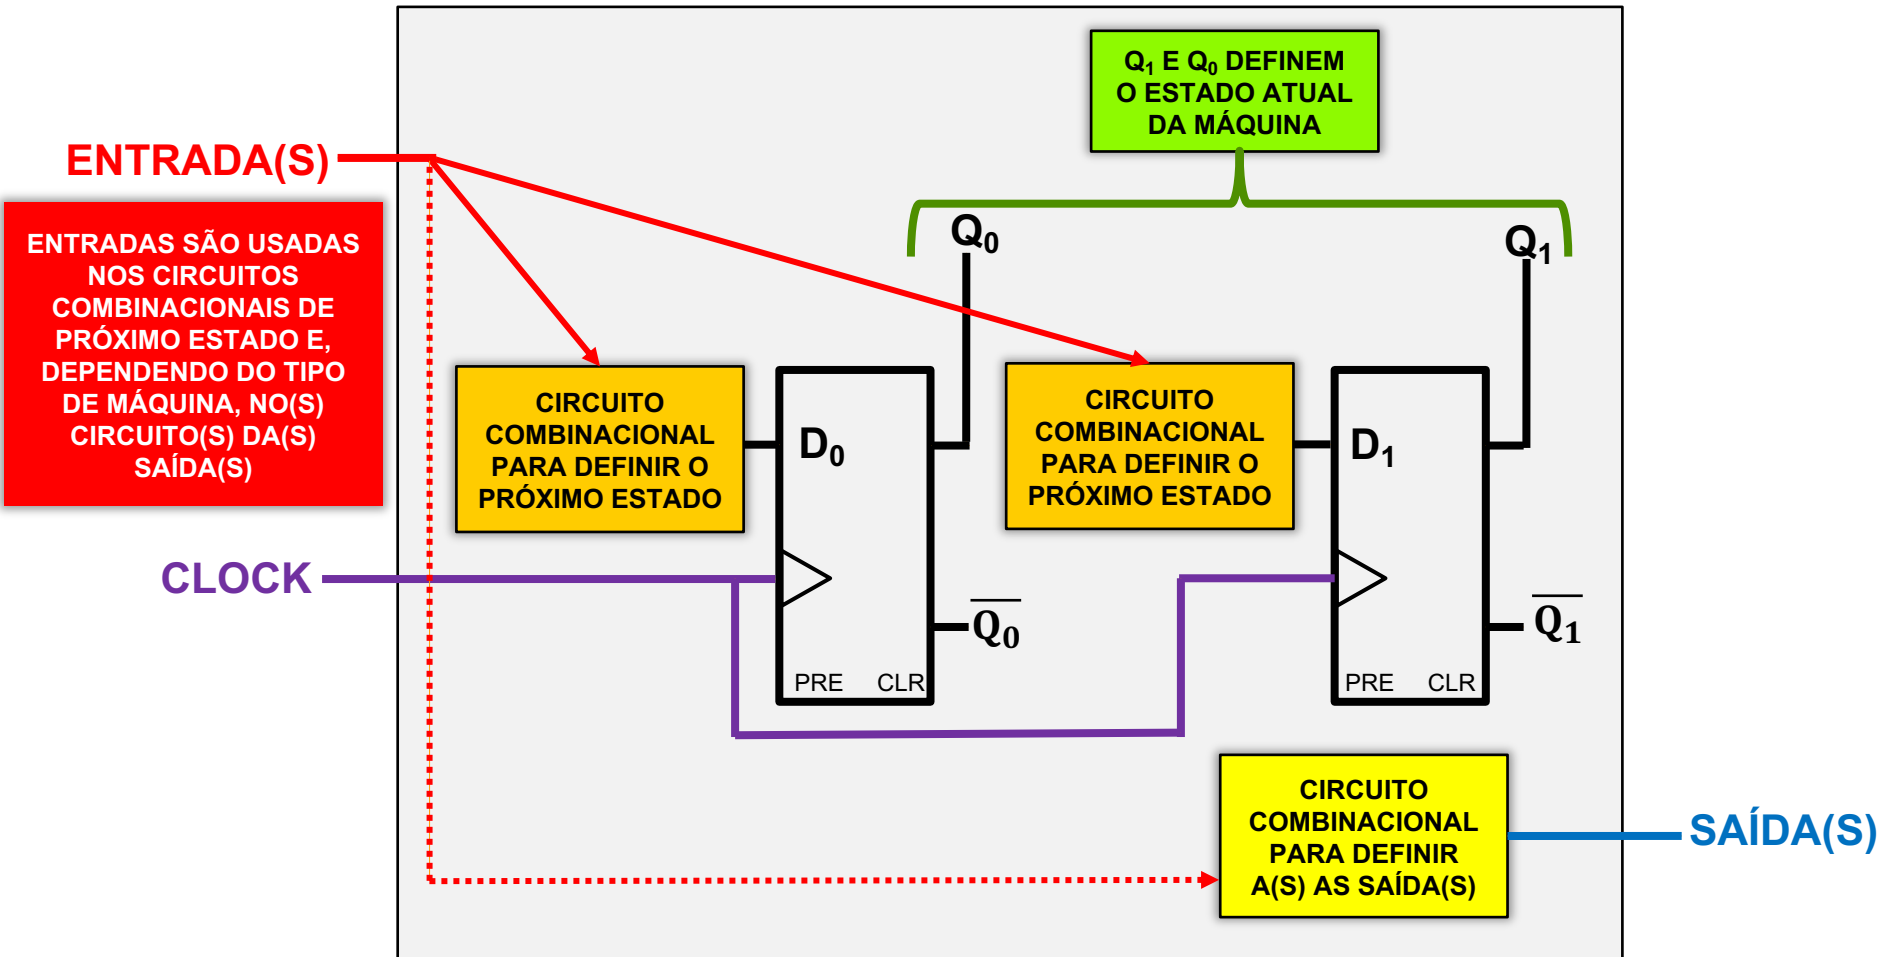 Q1 E Q0 DEFINEM
O ESTADO ATUAL
DA MÁQUINA
ENTRADA(S)
ENTRADAS SÃO USADAS
NOS CIRCUITOS
COMBINACIONAIS DE
PRÓXIMO ESTADO E,
DEPENDENDO DO TIPO
DE MÁQUINA, NO(S)
CIRCUITO(S) DA(S)
SAÍDA(S)
Q0
Q1
CIRCUITO
COMBINACIONAL
PARA DEFINIR O
PRÓXIMO ESTADO
D0
CIRCUITO
COMBINACIONAL
PARA DEFINIR O
PRÓXIMO ESTADO
D1
CLOCK
Q̅0
Q̅1
PRE CLR
PRE CLR
CIRCUITO
COMBINACIONAL
PARA DEFINIR
A(S) AS SAÍDA(S)
SAÍDA(S)